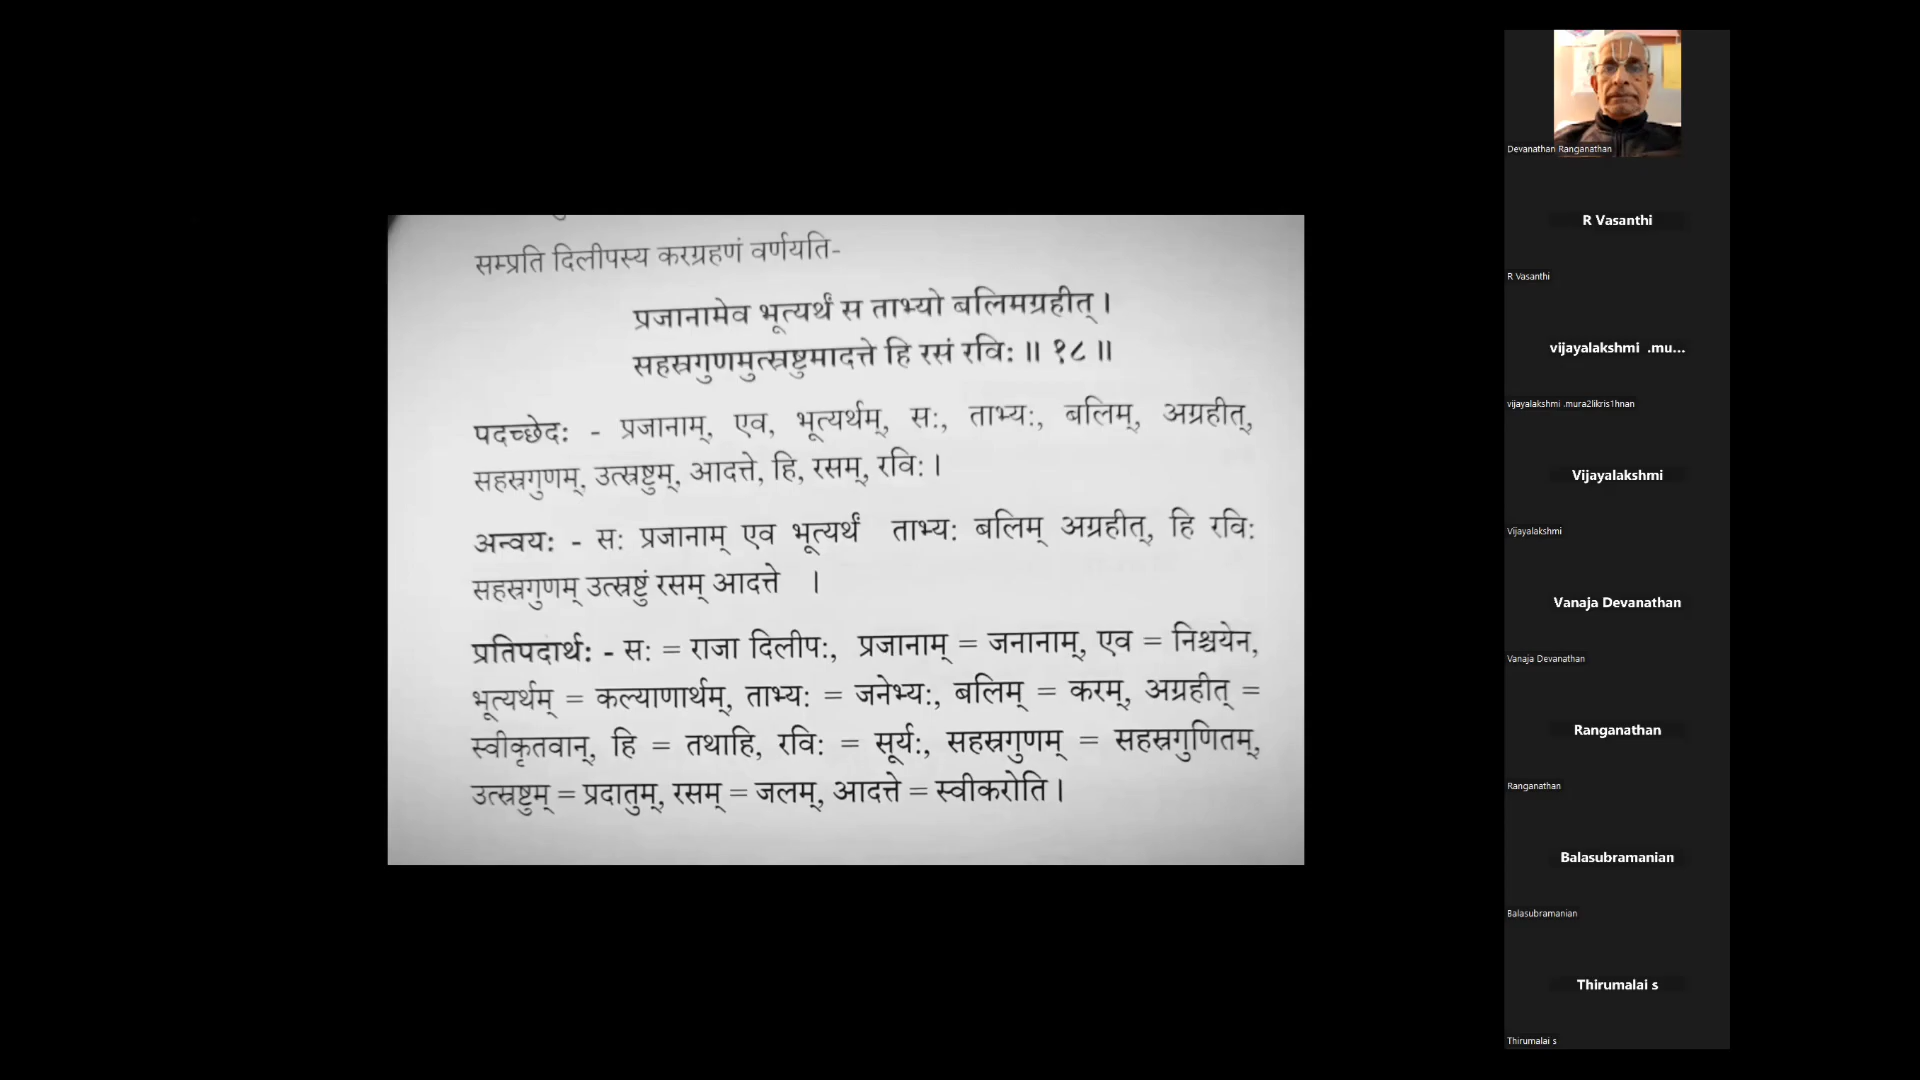 सम्प्रति दिलीपस्य करग्रहणं वर्णयति-
प्रजानामेव भूत्यर्थं स ताभ्यो बलिमग्रहीत् ।
सहस्रगुणमुत्स्रष्टुमादत्ते हि रसं रविः ॥ १८ ॥
पदच्छेदः - प्रजानाम्, एव, भूत्यर्थम्, सः, ताभ्यः, बलिम्, अग्रहीत्,
सहस्रगुणम्, उत्स्रष्टुम्, आदत्ते, हि, रसम्, रविः ।
अन्वयः - सः प्रजानाम् एव भूत्यर्थं ताभ्यः बलिम् अग्रहीत्, हि रविः
सहस्रगुणम् उत्स्रष्टुं रसम् आदत्ते ।
प्रतिपदार्थः - सः = राजा दिलीपः, प्रजानाम् = जनानाम्, एव = निश्चयेन,
भूत्यर्थम् = कल्याणार्थम्, ताभ्यः = जनेभ्यः, बलिम् = करम्, अग्रहीत् =
स्वीकृतवान्, हि = तथाहि, रविः = सूर्यः, सहस्रगुणम् = सहस्रगुणितम्,
उत्स्रष्टुम् = प्रदातुम्, रसम् = जलम्, आदत्ते = स्वीकरोति ।
Devanathan Ranganathan
R Vasanthi
R Vasanthi
vijayalakshmi .mu...
vijayalakshmi .mura2likris1hnan
Vijayalakshmi
Vijayalakshmi
Vanaja Devanathan
Vanaja Devanathan
Ranganathan
Ranganathan
Balasubramanian
Balasubramanian
Thirumalai s
Thirumalai s